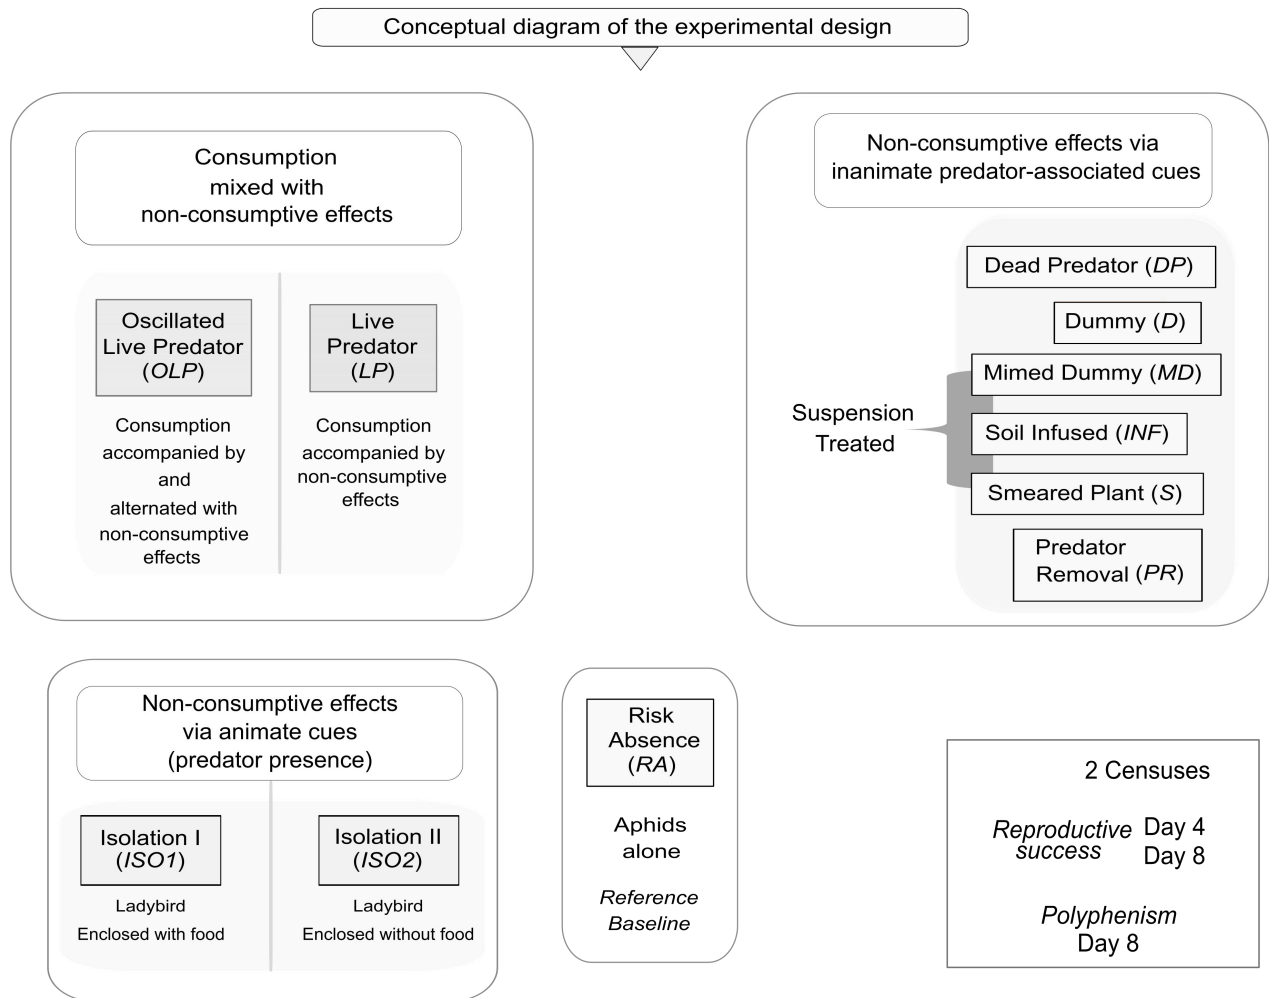 Conceptual diagram of the experimental design
Consumption
mixed with
non-consumptive effects
Oscillated
Live Predator
(OLP)
Consumption
accompanied by
and
alternated with
non-consumptive
effects
Live
Predator
(LP)
Consumption
accompanied by
non-consumptive
effects
Non-consumptive effects via
inanimate predator-associated cues
Dead Predator (DP)
Dummy (D)
Mimed Dummy (MD)
Suspension
Treated
Soil Infused (INF)
Smeared Plant (S)
Predator
Removal (PR)
Non-consumptive effects
via animate cues
(predator presence)
Isolation I
(ISO1)
Ladybird
Enclosed with food
Isolation II
(ISO2)
Ladybird
Enclosed without food
Risk
Absence
(RA)
Aphids
alone
Reference
Baseline
2 Censuses
Reproductive
success
Day 4
Day 8
Polyphenism
Day 8